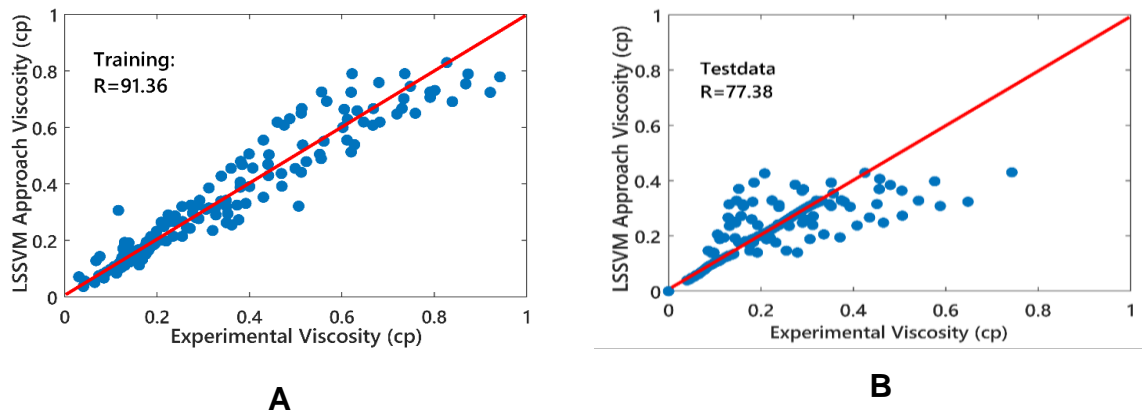 LSSVM Approach Viscosity (cp)
1
0.8
0.6
0.4
0.2
0
Training:
R=91.36
0 0.2 0.4 0.6 0.8 1
Experimental Viscosity (cp)
A
LSSVM Approach Viscosity (cp)
1
0.8
0.6
0.4
0.2
0
Testdata
R=77.38
0 0.2 0.4 0.6 0.8 1
Experimental Viscosity (cp)
B